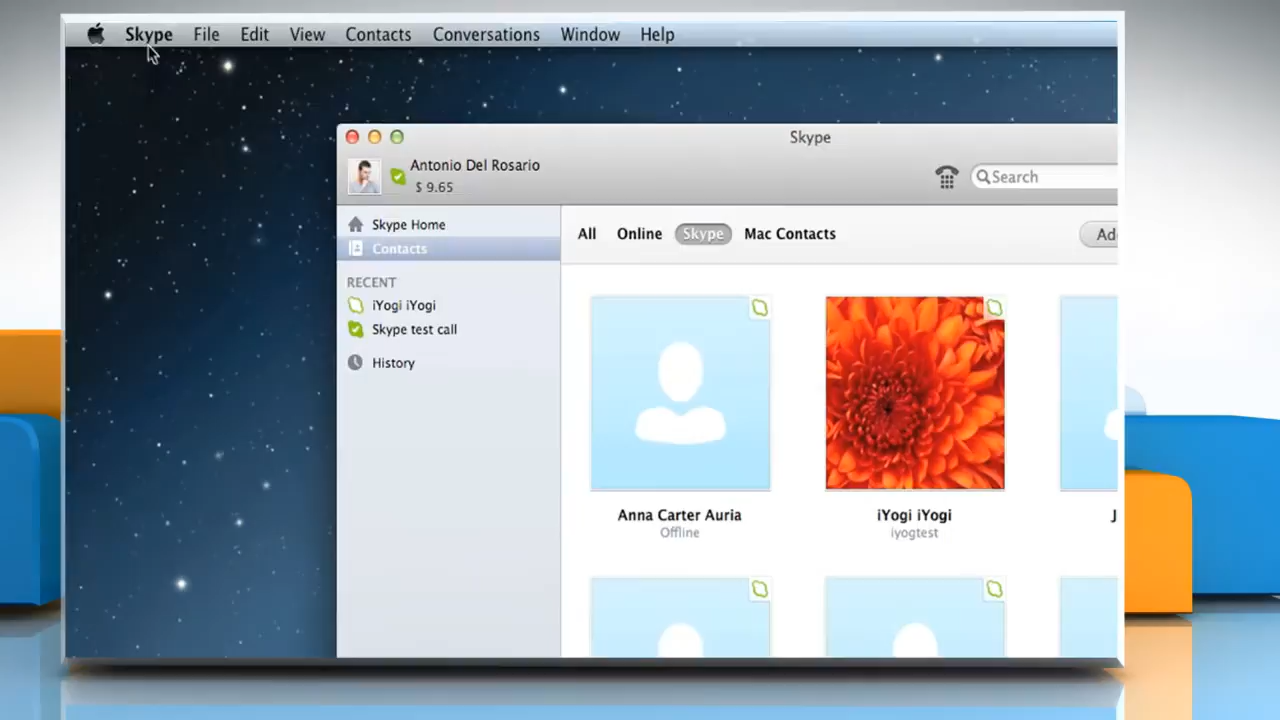 Skype File Edit View Contacts Conversations Window Help
Skype
Antonio Del Rosario
$ 9.65
Search
Skype Home
Contacts
All Online Skype Mac Contacts
Ad
RECENT
iYogi iYogi
Skype test call
History
Anna Carter Auria
Offline
iYogi iYogi
iyogtest
J